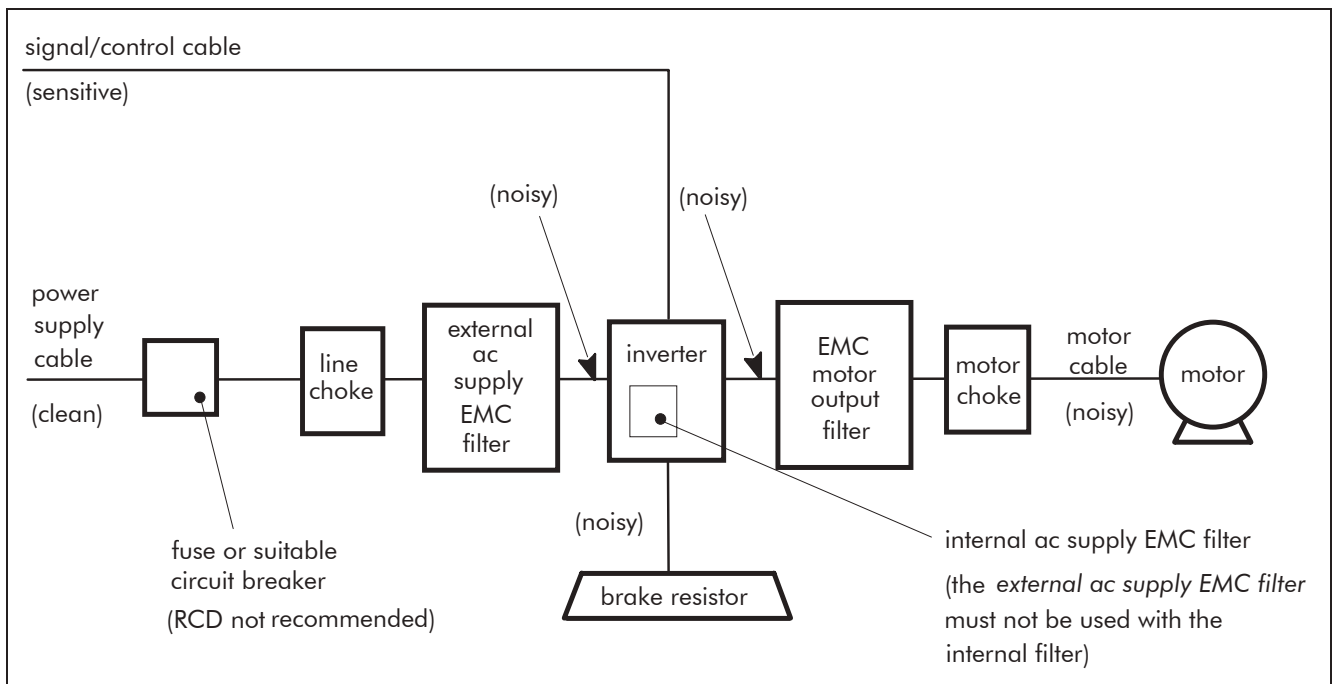 signal/control cable
(sensitive)
(noisy)
(noisy)
power
supply
cable
(clean)
line
choke
external
ac
supply
EMC
filter
inverter
EMC
motor
output
filter
motor
choke
motor
cable
(noisy)
motor
fuse or suitable
circuit breaker
(RCD not recommended)
(noisy)
brake resistor
internal ac supply EMC filter
(the external ac supply EMC filter
must not be used with the
internal filter)